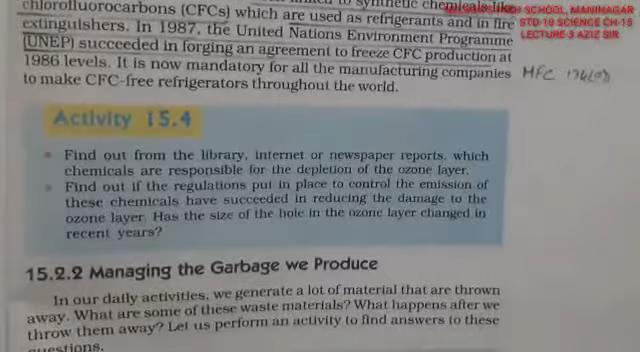 to synthetic chemicals like
chlorofluorocarbons (CFCs) which are used as refrigerants and in fire
extinguishers. In 1987, the United Nations Environment Programme
(UNEP) succeeded in forging an agreement to freeze CFC production at
1986 levels. It is now mandatory for all the manufacturing companies
to make CFC-free refrigerators throughout the world.
SCHOOL, MANINAGAR
STD-10 SCIENCE CH-15
LECTURE-3 AZIZ SIR
HFC
Activity 15.4
• Find out from the library, internet or newspaper reports, which
chemicals are responsible for the depletion of the ozone layer.
• Find out if the regulations put in place to control the emission of
these chemicals have succeeded in reducing the damage to the
ozone layer. Has the size of the hole in the ozone layer changed in
recent years?
15.2.2 Managing the Garbage we Produce
In our daily activities, we generate a lot of material that are thrown
away. What are some of these waste materials? What happens after we
throw them away? Let us perform an activity to find answers to these
questions.